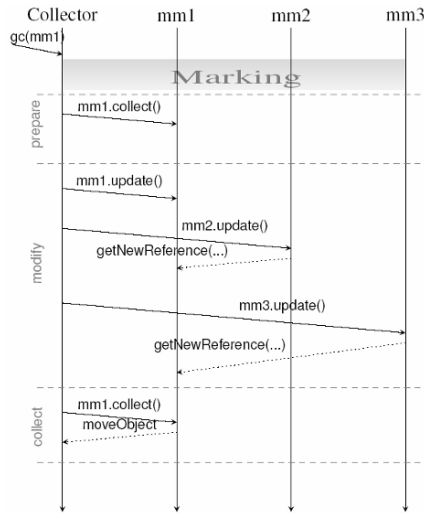 Collector mm1 mm2 mm3
gc(mm1)
Marking
prepare
mm1.collect()
mm1.update()
mm2.update()
getNewReference(...)
modify
mm3.update()
getNewReference(...)
mm1.collect()
collect
moveObject